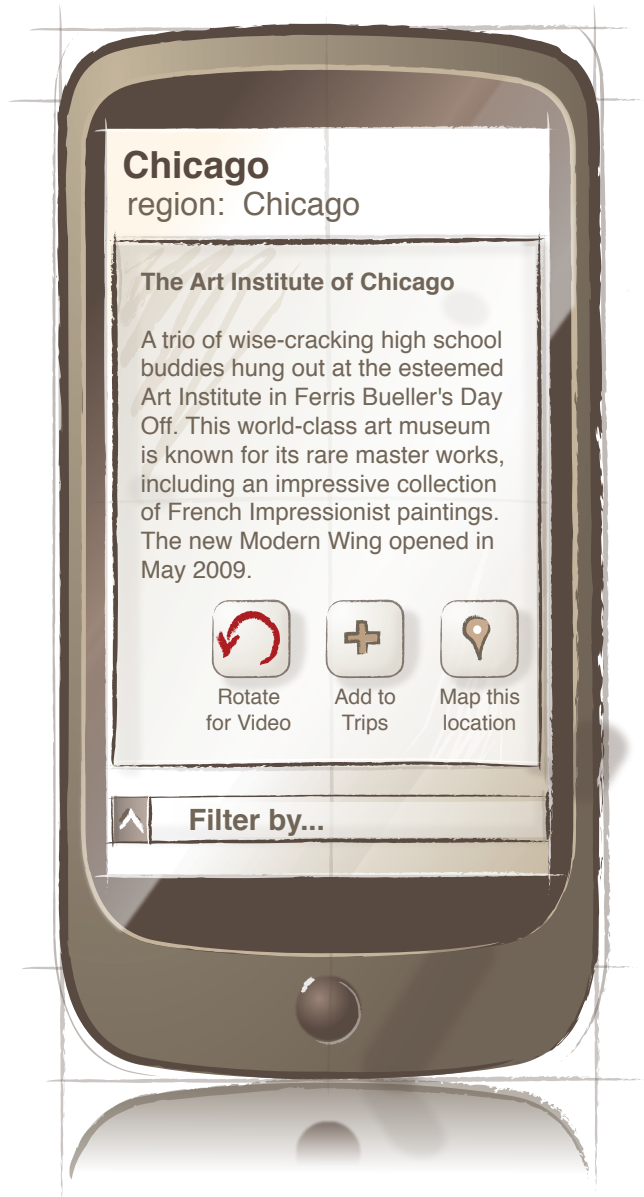 Chicago
region: Chicago
The Art Institute of Chicago
A trio of wise-cracking high school
buddies hung out at the esteemed
Art Institute in Ferris Bueller's Day
Off. This world-class art museum
is known for its rare master works,
including an impressive collection
of French Impressionist paintings.
The new Modern Wing opened in
May 2009.
Rotate
for Video
Add to
Trips
Map this
location
Filter by...